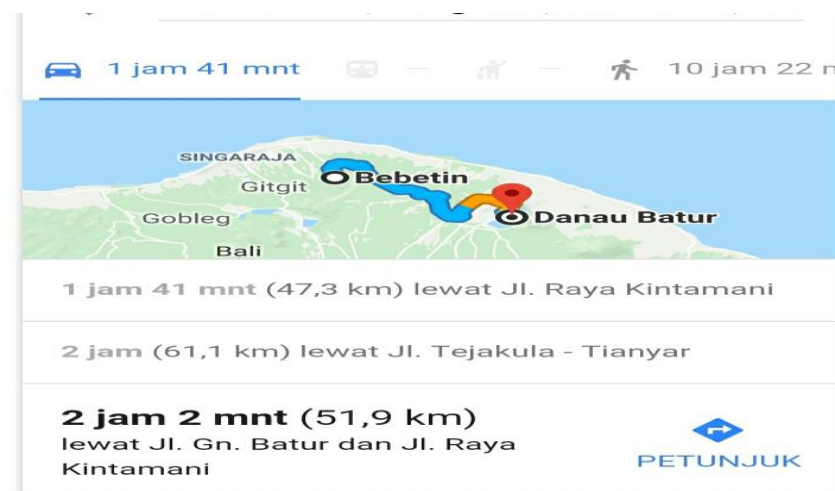 1 jam 41 mnt — — 10 jam 22
SINGARAJA
Bebetin
Gitgit
Gobleg
Danau Batur
Bali
1 jam 41 mnt (47,3 km) lewat Jl. Raya Kintamani
2 jam (61,1 km) lewat Jl. Tejakula - Tianyar
2 jam 2 mnt (51,9 km)
lewat Jl. Gn. Batur dan Jl. Raya
Kintamani
PETUNJUK